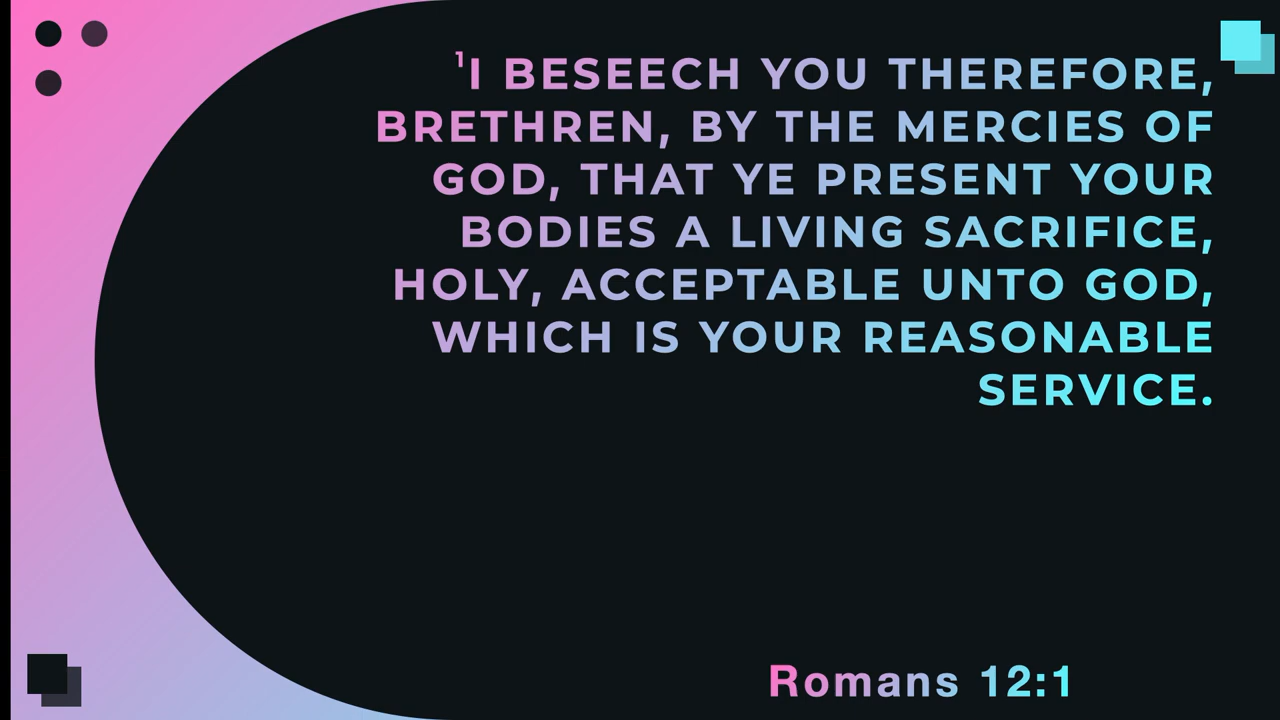 ¹I BESEECH YOU THEREFORE,
BRETHREN, BY THE MERCIES OF
GOD, THAT YE PRESENT YOUR
BODIES A LIVING SACRIFICE,
HOLY, ACCEPTABLE UNTO GOD,
WHICH IS YOUR REASONABLE
SERVICE.
Romans 12:1